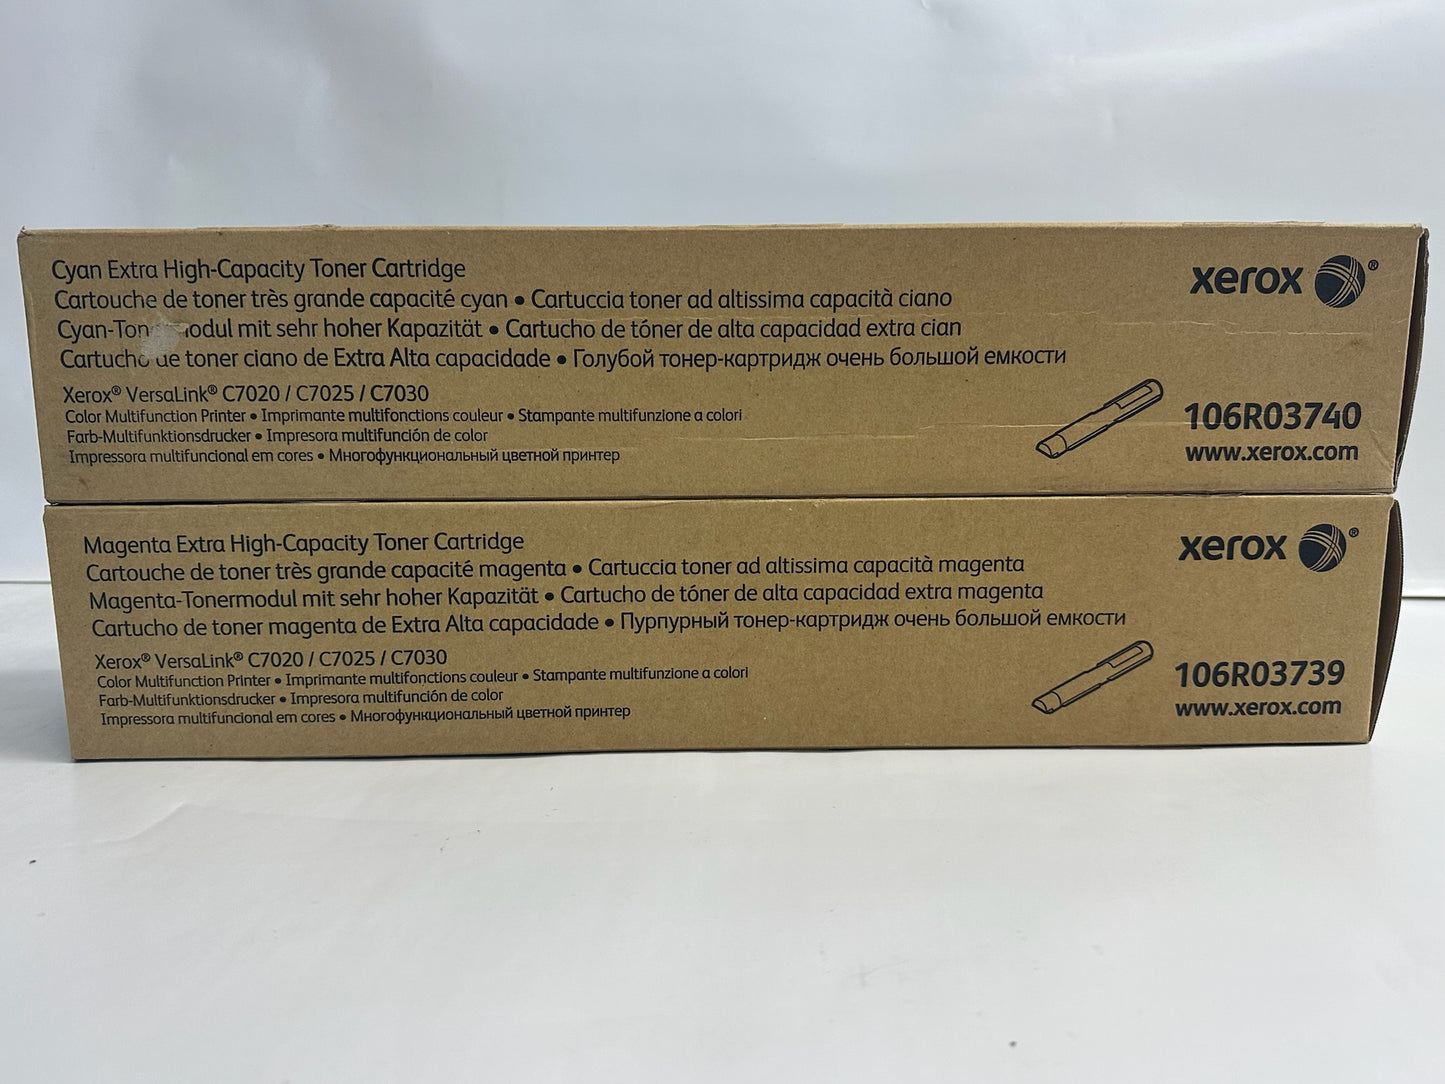 Cyan Extra High-Capacity Toner Cartridge
Cartouche de toner très grande capacité cyan • Cartuccia toner ad altissima capacità ciano
mit sehr hoher Kapazität • Cartucho de tóner de alta capacidad extra cian
Cartucho de toner ciano de Extra Alta capacidade • Голубой тонер-картридж очень большой емкости
Xerox® VersaLink® C7020 / C7025 / C7030
Color Multifunction Printer • Imprimante multifonctions couleur • Stampante multifunzione a colori
Farb-Multifunktionsdrucker • Impresora multifunción de color
Impressora multifuncional em cores • Многофункциональный цветной принтер
xerox ®
106R03740
www.xerox.com
Magenta Extra High-Capacity Toner Cartridge
Cartouche de toner très grande capacité magenta • Cartuccia toner ad altissima capacità magenta
Magenta-Tonermodul mit sehr hoher Kapazität • Cartucho de tóner de alta capacidad extra magenta
Cartucho de toner magenta de Extra Alta capacidade • Пурпурный тонер-картридж очень большой емкости
Xerox® VersaLink® C7020 / C7025 / C7030
Color Multifunction Printer • Imprimante multifonctions couleur • Stampante multifunzione a colori
Farb-Multifunktionsdrucker • Impresora multifunción de color
Impressora multifuncional em cores • Многофункциональный цветной принтер
xerox ®
106R03739
www.xerox.com